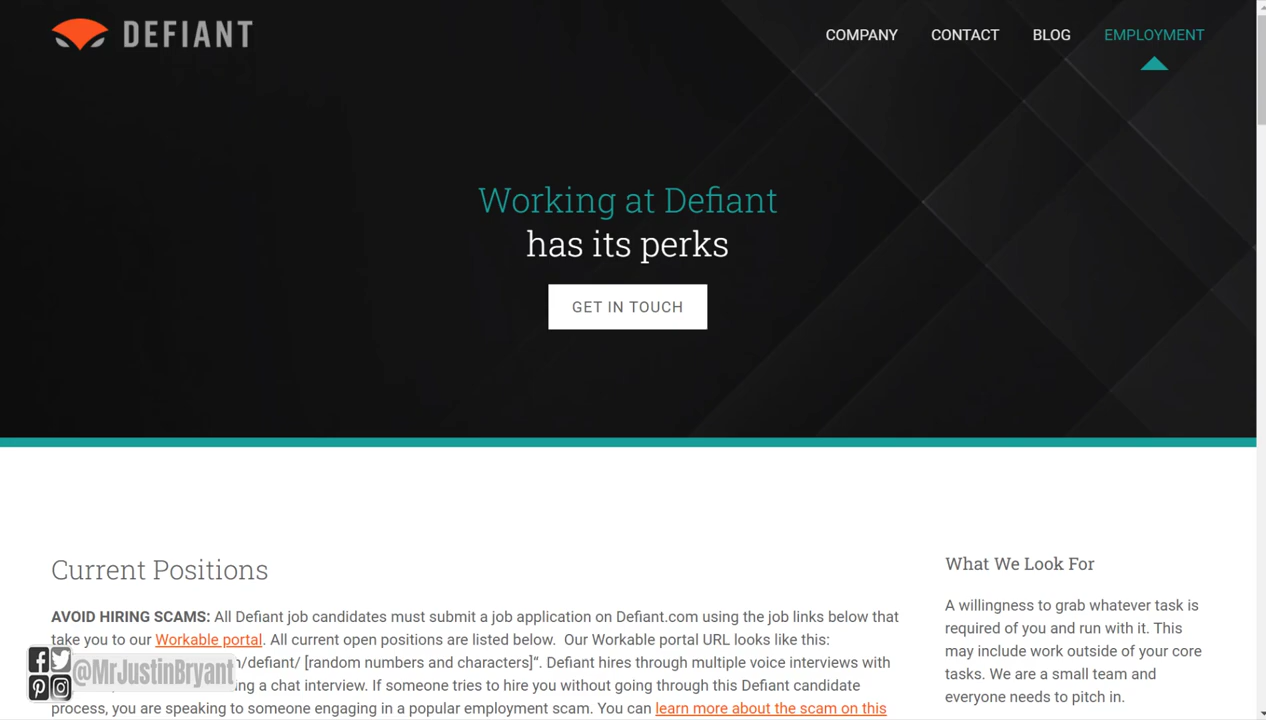 DEFIANT
COMPANY CONTACT BLOG EMPLOYMENT
Working at Defiant
has its perks
GET IN TOUCH
Current Positions
AVOID HIRING SCAMS: All Defiant job candidates must submit a job application on Defiant.com using the job links below that
take you to our Workable portal. All current open positions are listed below. Our Workable portal URL looks like this:
/defiant/ [random numbers and characters]“. Defiant hires through multiple voice interviews with
a chat interview. If someone tries to hire you without going through this Defiant candidate
process, you are speaking to someone engaging in a popular employment scam. You can learn more about the scam on this
@MrJustinBryant
What We Look For
A willingness to grab whatever task is
required of you and run with it. This
may include work outside of your core
tasks. We are a small team and
everyone needs to pitch in.